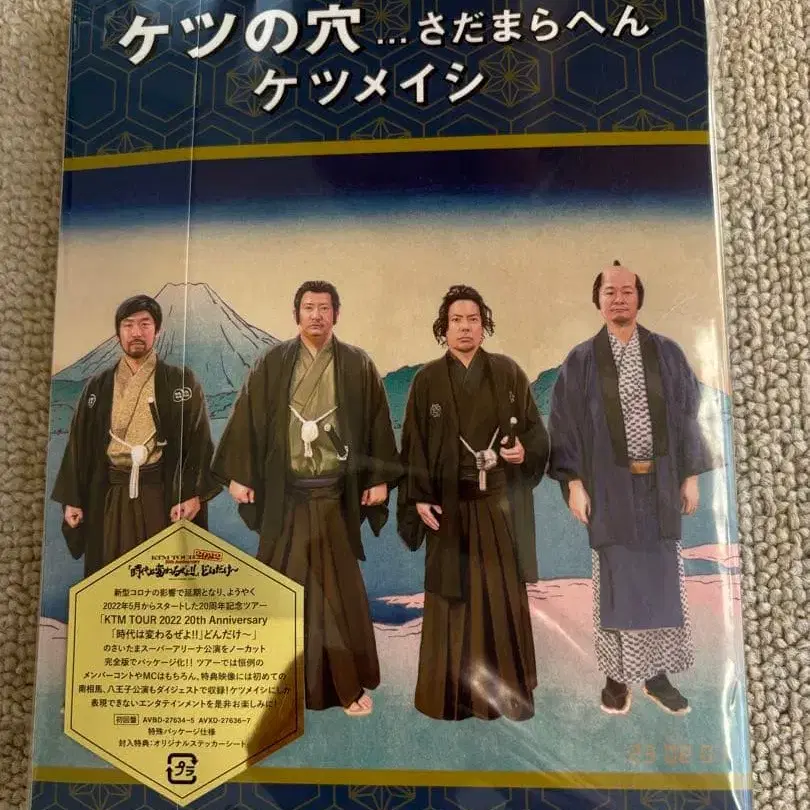 ケツの穴 ...さだまらへん
ケツメイシ
KTM TOUR 2022
20th Anniversary
「時代は変わるぜよ!!」どんだけ〜
新型コロナの影響で延期となり、ようやく
2022年5月からスタートした20周年記念ツアー
「KTM TOUR 2022 20th Anniversary
「時代は変わるぜよ!!」どんだけ〜」
のさいたまスーパーアリーナ公演をノーカット
完全版でパッケージ化!! ツアーでは恒例の
メンバーコントやMCはもちろん、特典映像には初めての
南相馬、八王子公演もダイジェストで収録!ケツメイシにしか
表現できないエンタテインメントを是非お楽しみに!
初回盤 AVBD-27634~5 AVXD-27636~7
特殊パッケージ仕様
封入特典:オリジナルステッカーシート
プラ